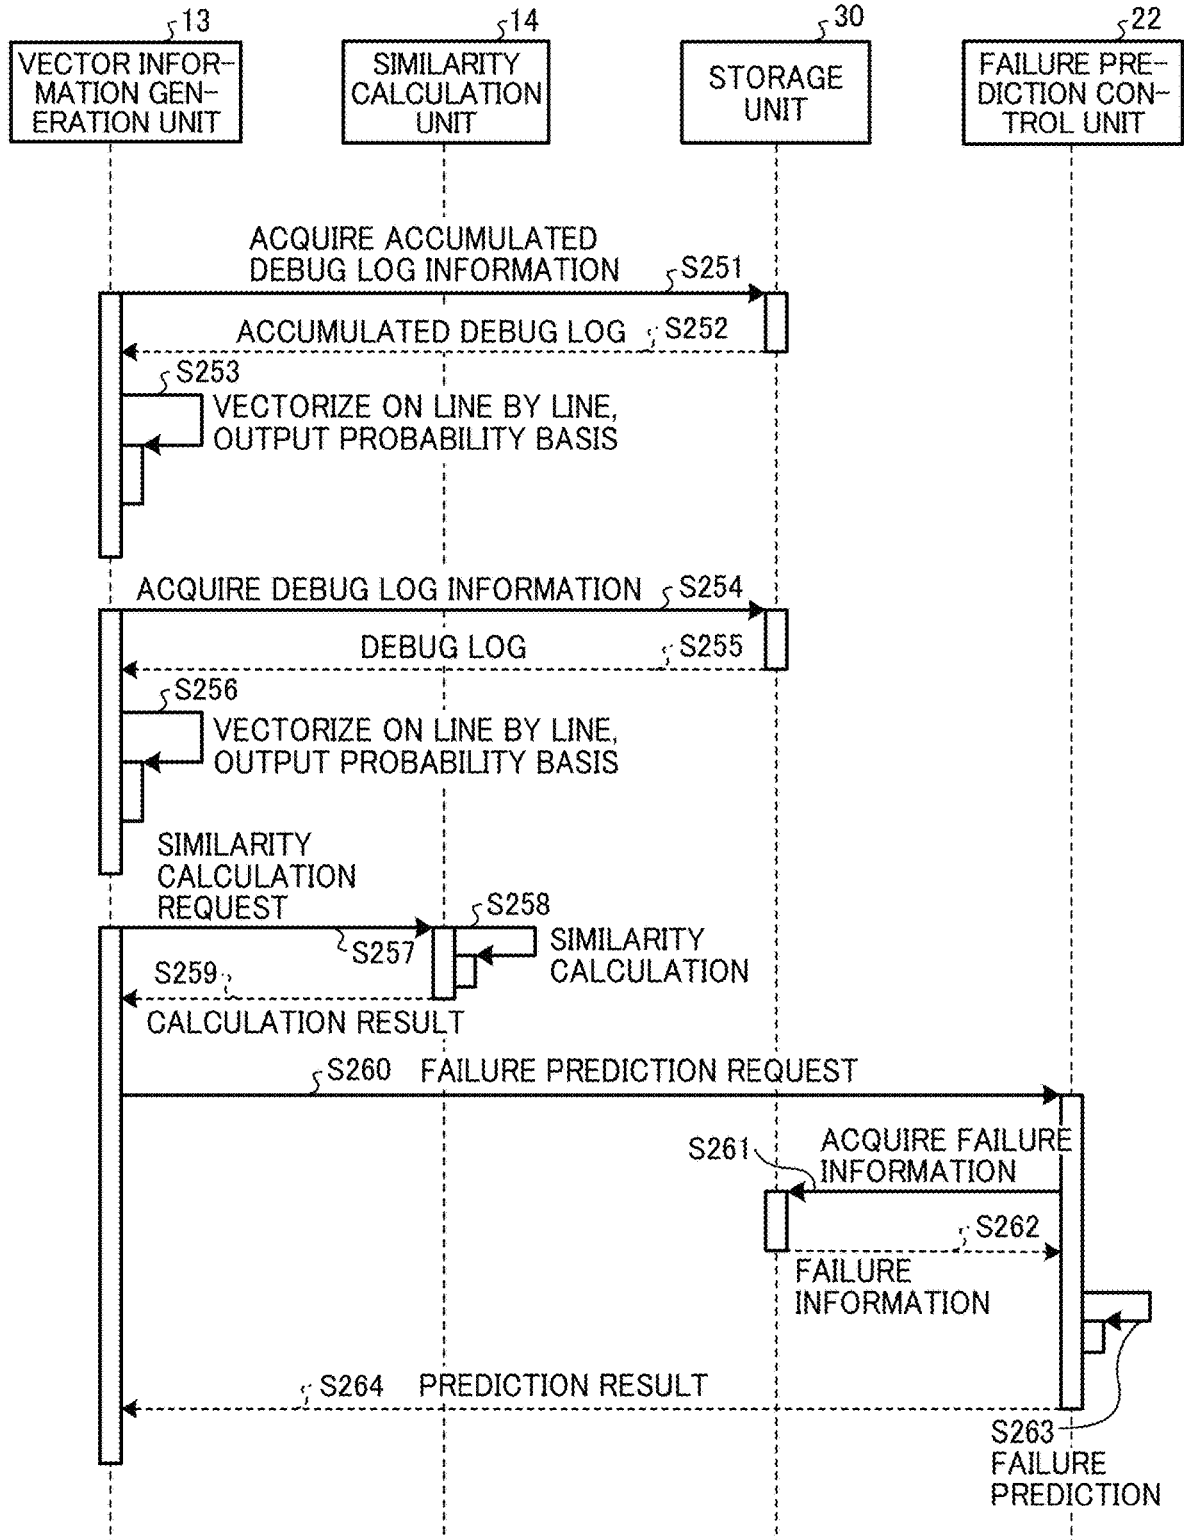 13
14
30
22
VECTOR INFOR-
MATION GEN-
ERATION UNIT
SIMILARITY
CALCULATION
UNIT
STORAGE
UNIT
FAILURE PRE-
DICTION CON-
TROL UNIT
ACQUIRE ACCUMULATED
DEBUG LOG INFORMATION
S251
ACCUMULATED DEBUG LOG
S252
S253
VECTORIZE ON LINE BY LINE,
OUTPUT PROBABILITY BASIS
ACQUIRE DEBUG LOG INFORMATION
S254
DEBUG LOG
S255
S256
VECTORIZE ON LINE BY LINE,
OUTPUT PROBABILITY BASIS
SIMILARITY
CALCULATION
REQUEST
S257
S258
SIMILARITY
CALCULATION
S259
CALCULATION RESULT
S260
FAILURE PREDICTION REQUEST
S261
ACQUIRE FAILURE
INFORMATION
S262
FAILURE
INFORMATION
S264
PREDICTION RESULT
S263
FAILURE
PREDICTION